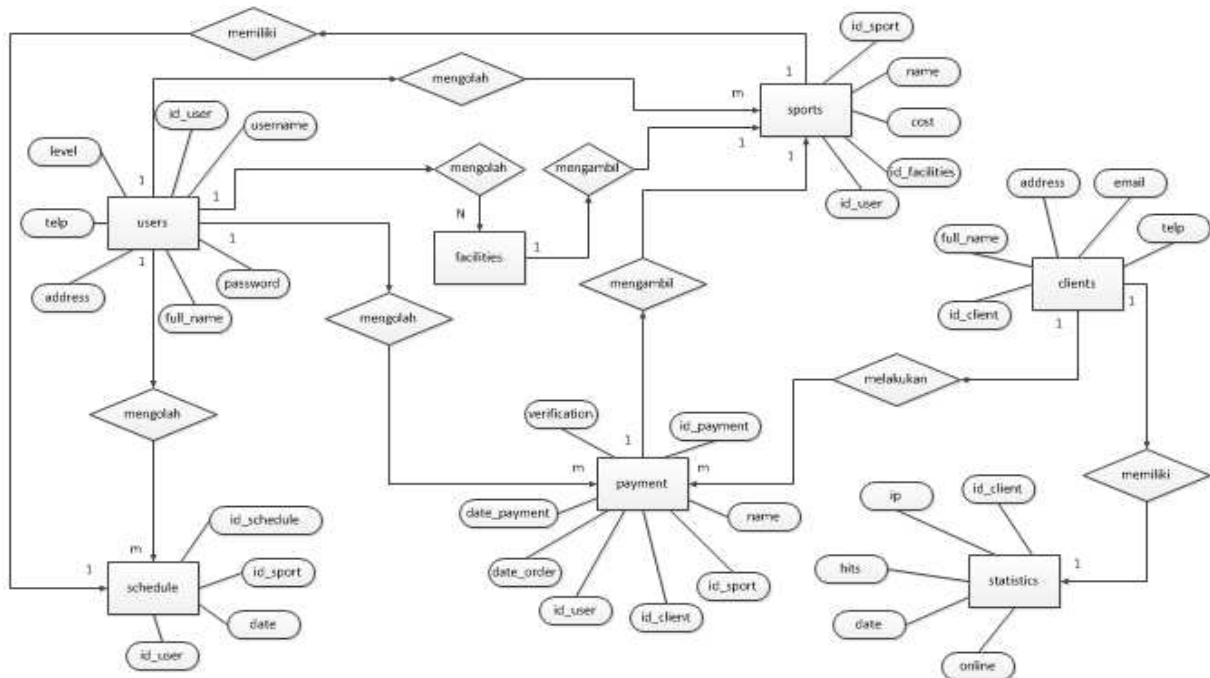 memiliki
id_sport
1
name
mengolah
m
sports
cost
id_user
username
level
1
1
mengolah
mengambil
1
1
id_facilities
id_user
address
email
1
N
telp
users
facilities
1
full_name
telp
clients
1
1
password
address
full_name
mengolah
mengambil
id_client
1
1
melakukan
mengolah
verification
id_payment
1
m
m
memiliki
payment
date_payment
name
id_schedule
ip
id_client
m
date_order
id_sport
1
schedule
id_sport
id_user
id_client
hits
statistics
1
date
date
id_user
online